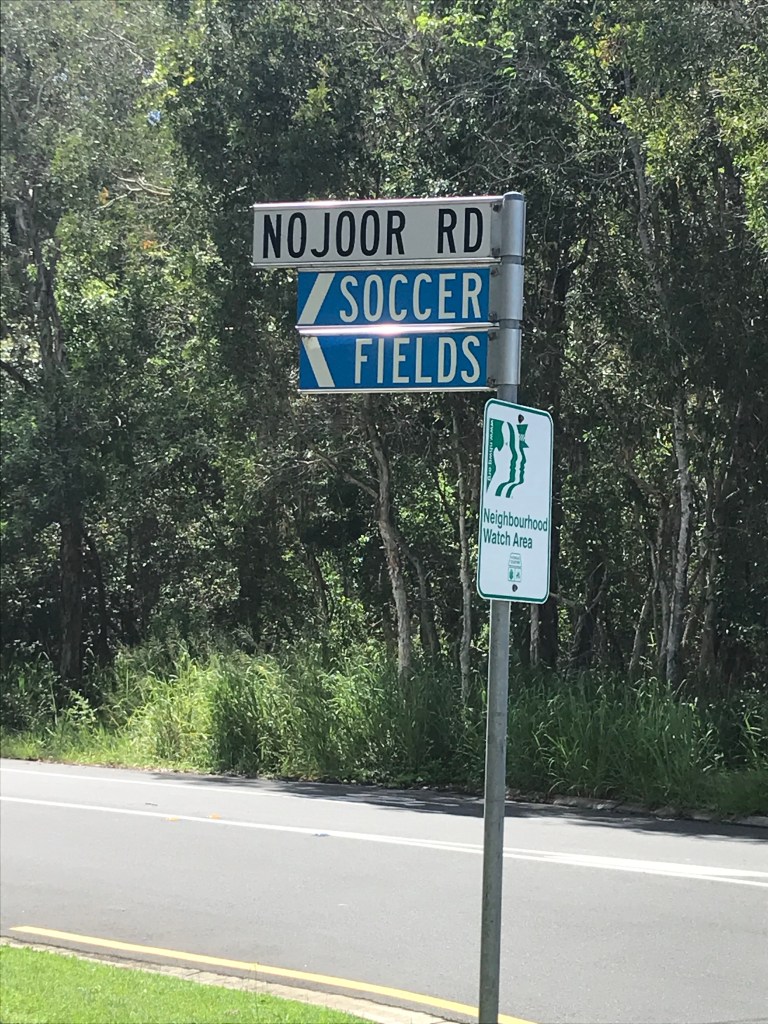 NOJOOR RD
SOCCER
FIELDS
Neighbourhood
Watch Area